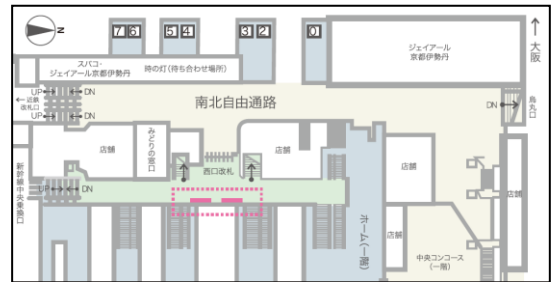 N
7 6
5 4
3 2
0
スバコ・
ジェイアール京都伊勢丹
時の灯(待ち合わせ場所)
ジェイアール
京都伊勢丹
大阪
UP
DN
近鉄
改札口
UP
DN
南北自由通路
DN
烏丸口
店舗
みどりの窓口
西口改札
店舗
店舗
店舗
新幹線中央乗換口
UP
DN
ホーム(一階)
店舗
中央コンコース
(一階)